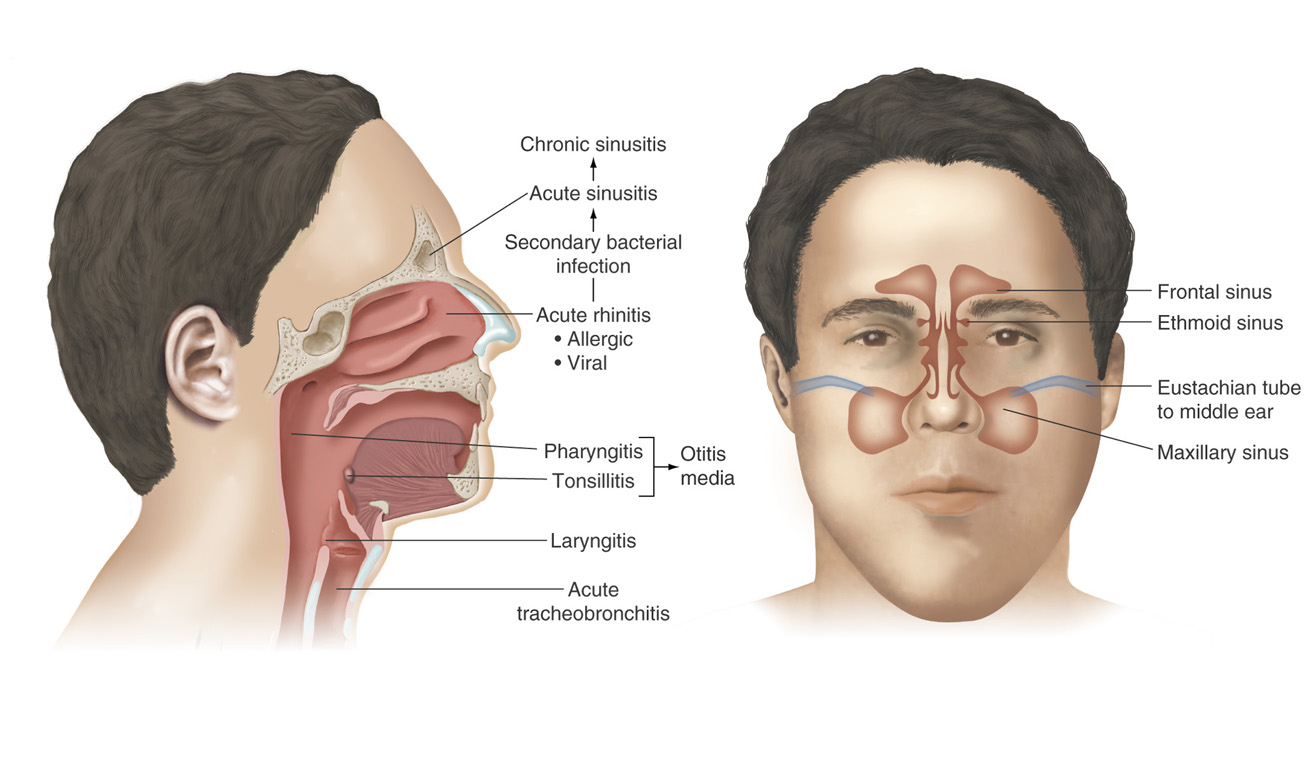 Chronic sinusitis
Acute sinusitis
Secondary bacterial
infection
Acute rhinitis
• Allergic
• Viral
Pharyngitis
Tonsillitis
Otitis
media
Laryngitis
Acute
tracheobronchitis
Frontal sinus
Ethmoid sinus
Eustachian tube
to middle ear
Maxillary sinus